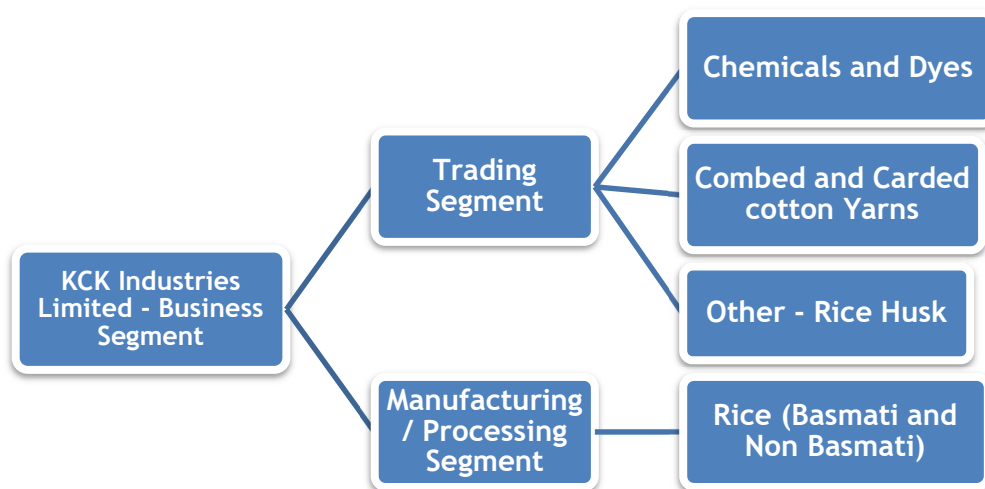 KCK Industries
Limited - Business
Segment
Trading
Segment
Chemicals and Dyes
Combed and Carded
cotton Yarns
Other - Rice Husk
Manufacturing
/ Processing
Segment
Rice (Basmati and
Non Basmati)